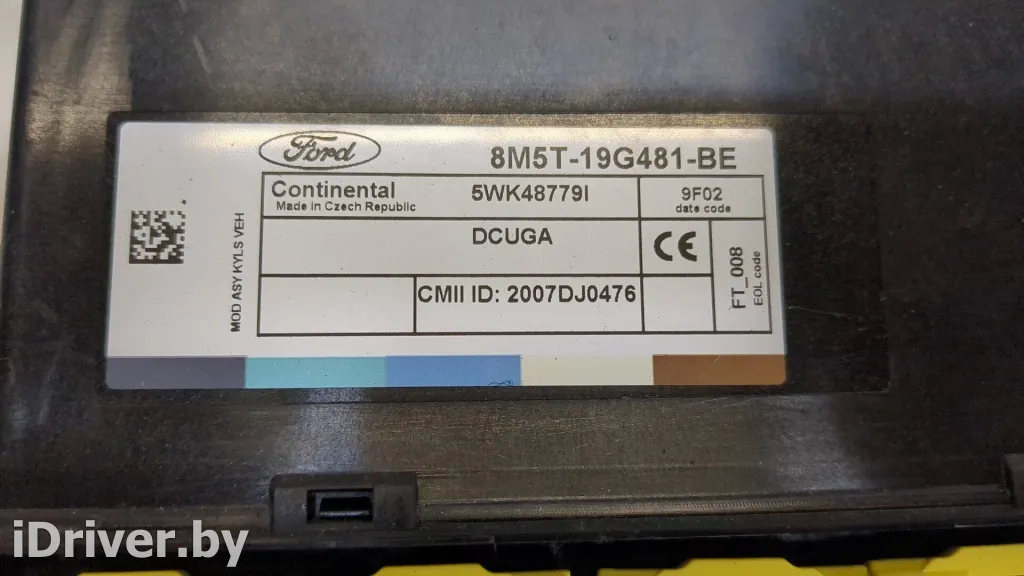 Ford
8M5T-19G481-BE
Continental
Made in Czech Republic
5WK48779I
9F02
date code
MOD ASY KYLS VEH
DCUGA
CE
FT_008
EOL code
CMII ID: 2007DJ0476
iDriver.by